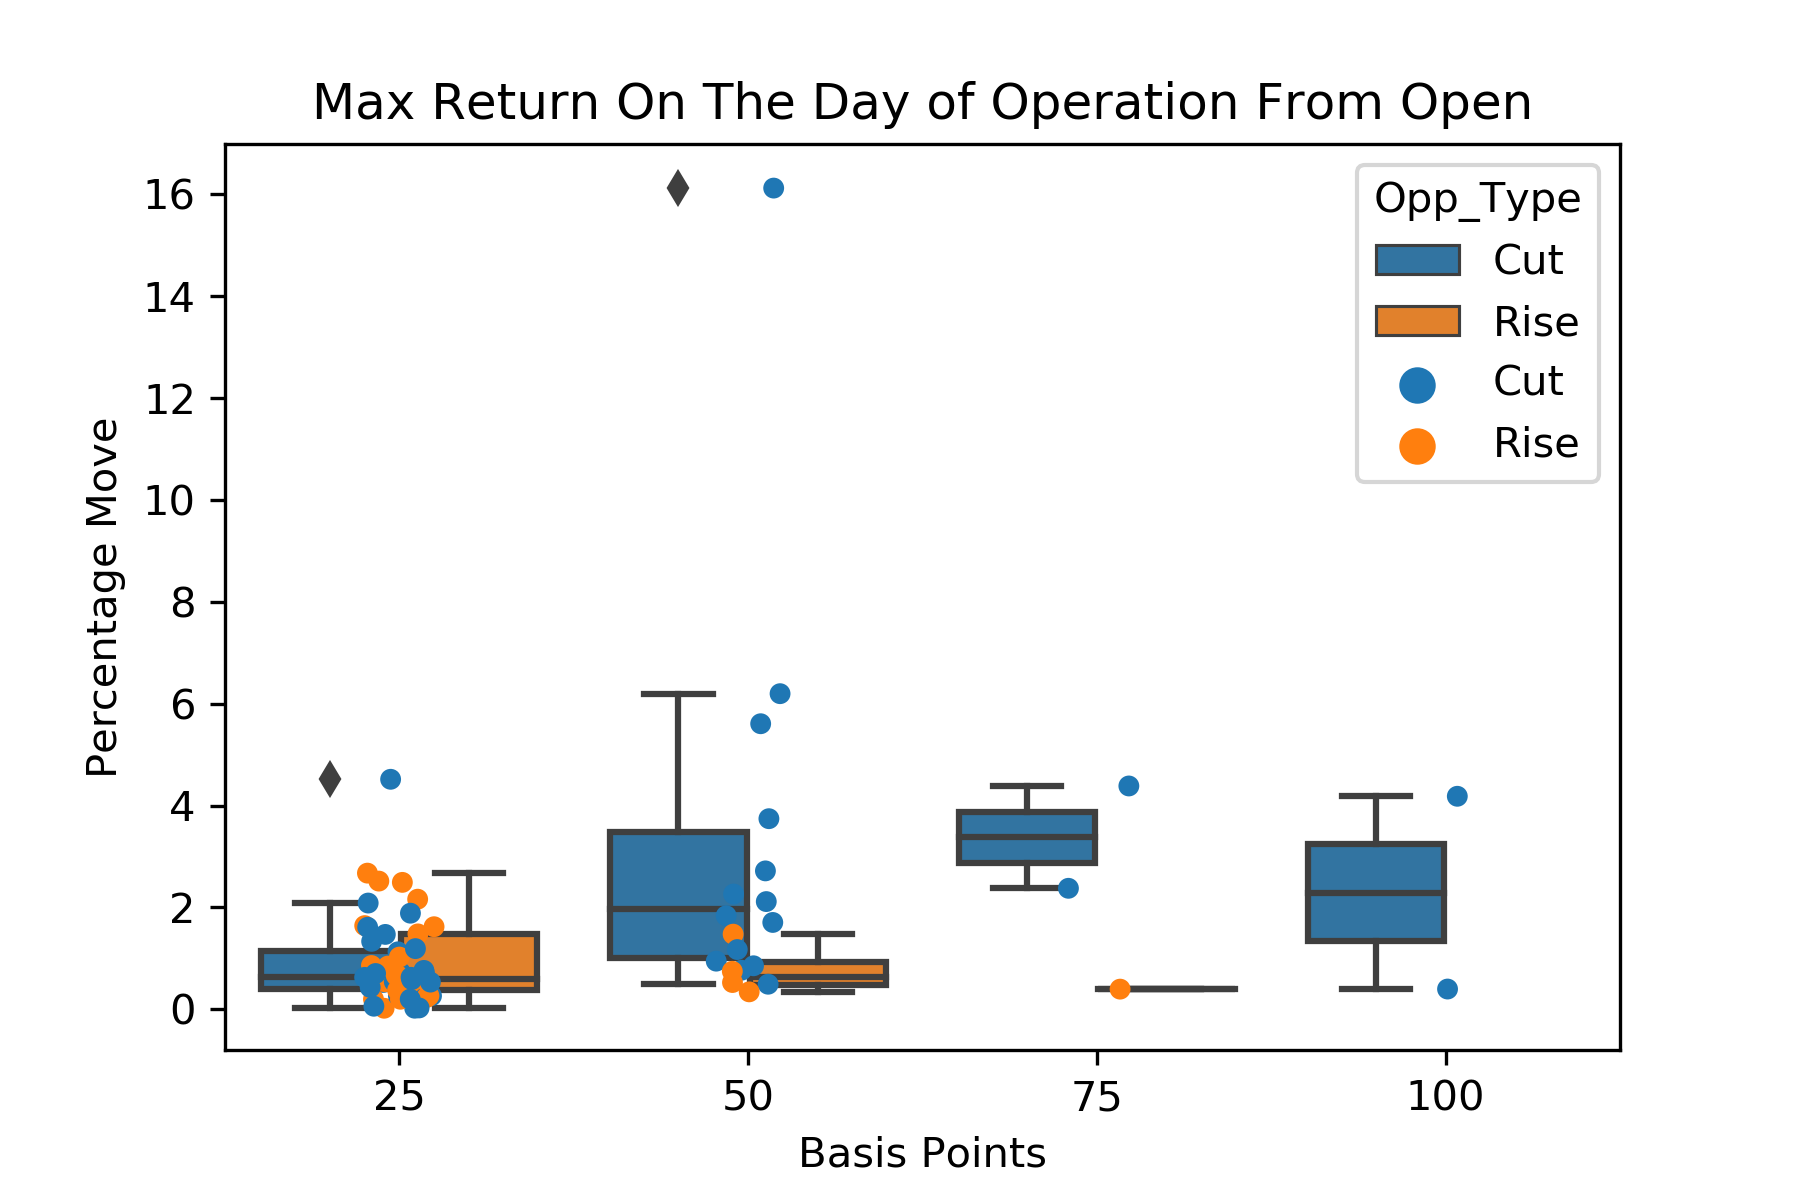 Max Return On The Day of Operation From Open
Percentage Move
16
14
12
10
8
6
4
2
0
Opp_Type
Cut
Rise
Cut
Rise
25 50 75 100
Basis Points